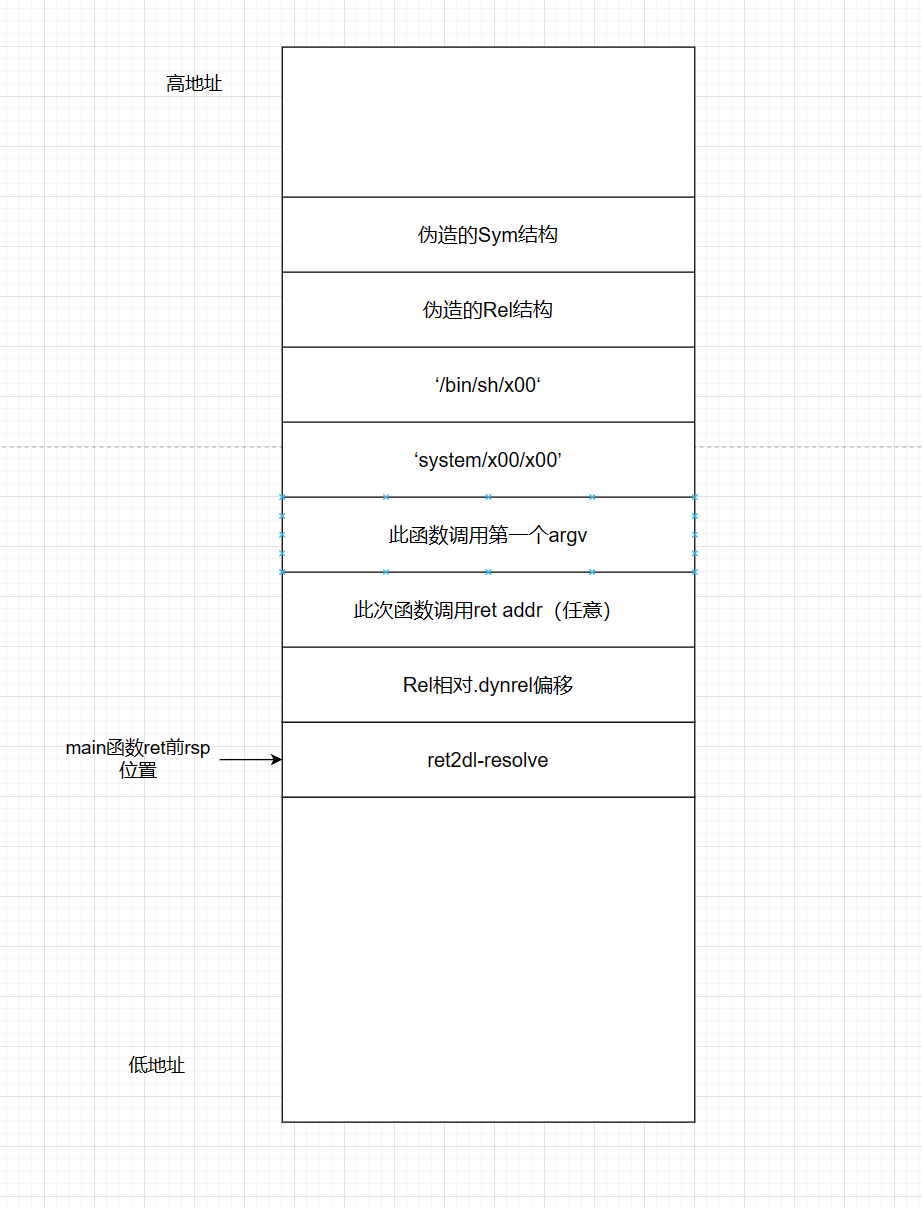 高地址
伪造的Sym结构
伪造的Rel结构
‘/bin/sh/x00‘
‘system/x00/x00’
此函数调用第一个argv
此次函数调用ret addr（任意）
Rel相对.dynrel偏移
main函数ret前rsp
位置
ret2dl-resolve
低地址